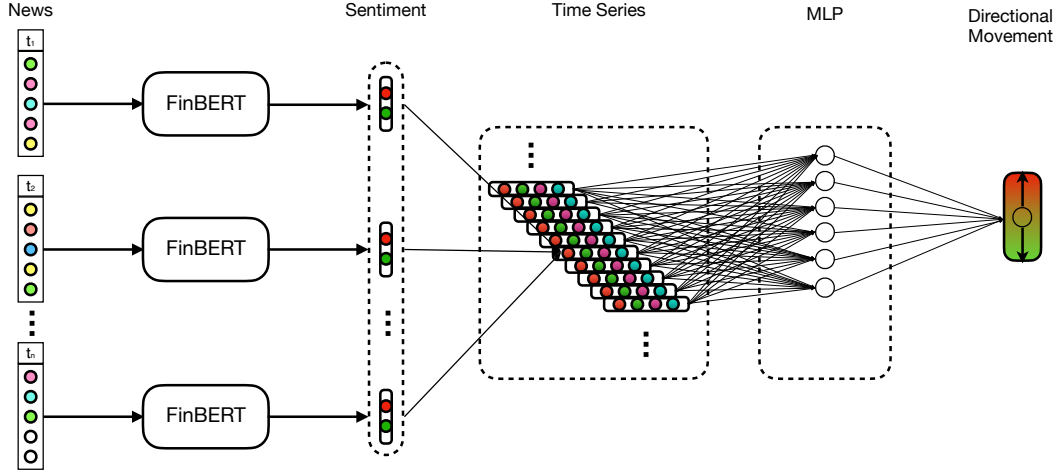 News
Sentiment
Time Series
MLP
Directional
Movement
t1
FinBERT
t2
FinBERT
tn
FinBERT